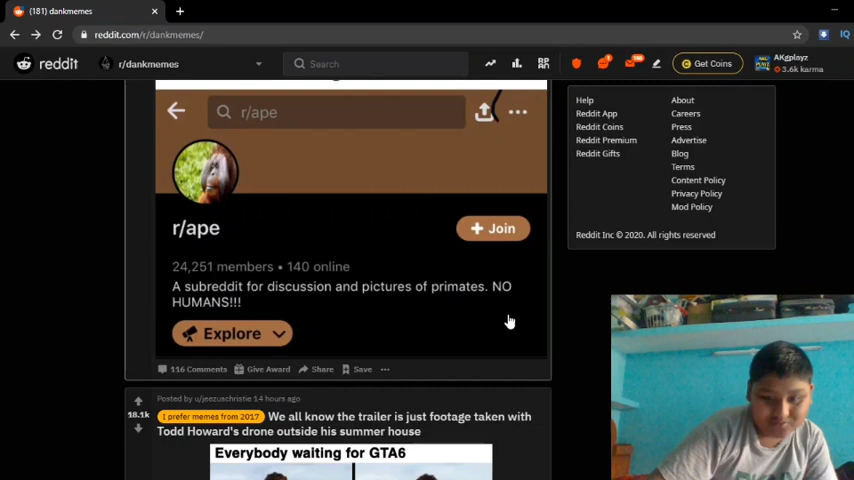 (181) dankmemes
reddit.com/r/dankmemes/
IQ
reddit
r/dankmemes
Search
1
Get Coins
AKgplayz
3.6k karma
r/ape
r/ape
Join
24,251 members • 140 online
A subreddit for discussion and pictures of primates. NO
HUMANS!!!
Explore
116 Comments
Give Award
Share
Save
Posted by u/jeezuschristie 14 hours ago
18.1k
I prefer memes from 2017 We all know the trailer is just footage taken with
Todd Howard's drone outside his summer house
Everybody waiting for GTA6
Help
About
Reddit App
Careers
Reddit Coins
Press
Reddit Premium
Advertise
Reddit Gifts
Blog
Terms
Content Policy
Privacy Policy
Mod Policy
Reddit Inc © 2020. All rights reserved